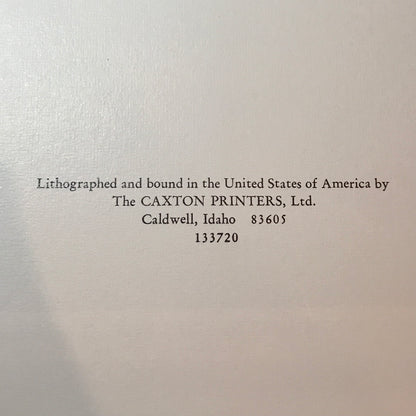 Lithographed and bound in the United States of America by
The CAXTON PRINTERS, Ltd.
Caldwell, Idaho 83605
133720